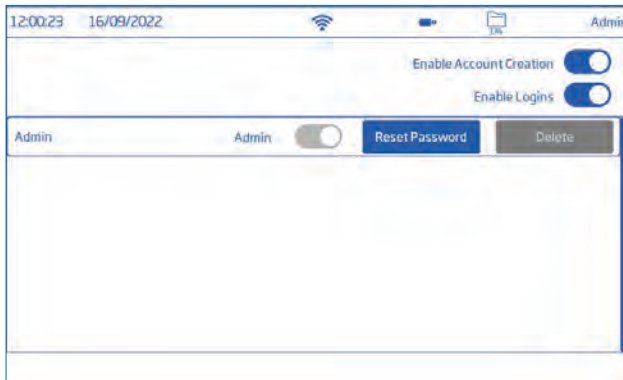 12:00:23 16/09/2022 Admin
Enable Account Creation
Enable Logins
Admin Admin Reset Password Delete